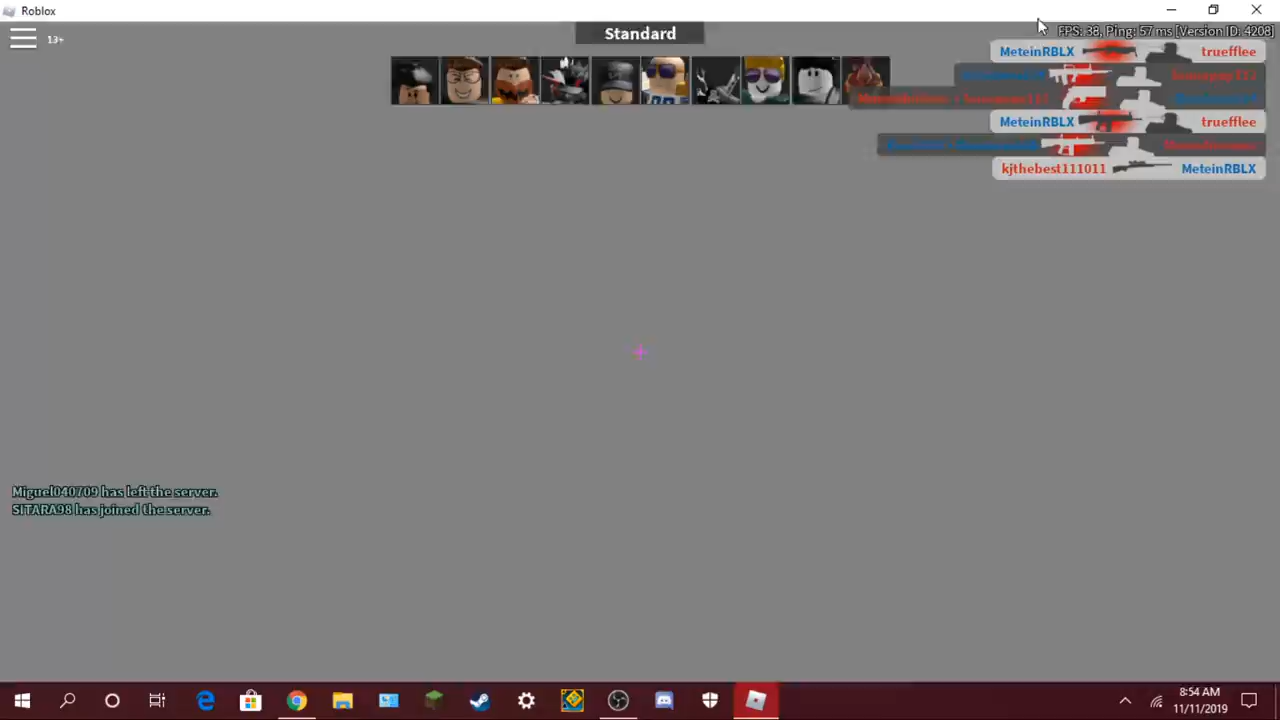 Roblox
13+
Standard
FPS: 38, Ping: 57 ms [Version ID: 4208]
MeteinRBLX truefflee
MeteinRBLX truefflee
kjthebest111011 MeteinRBLX
Miguel040709 has left the server.
SITARA98 has joined the server.
8:54 AM
11/11/2019